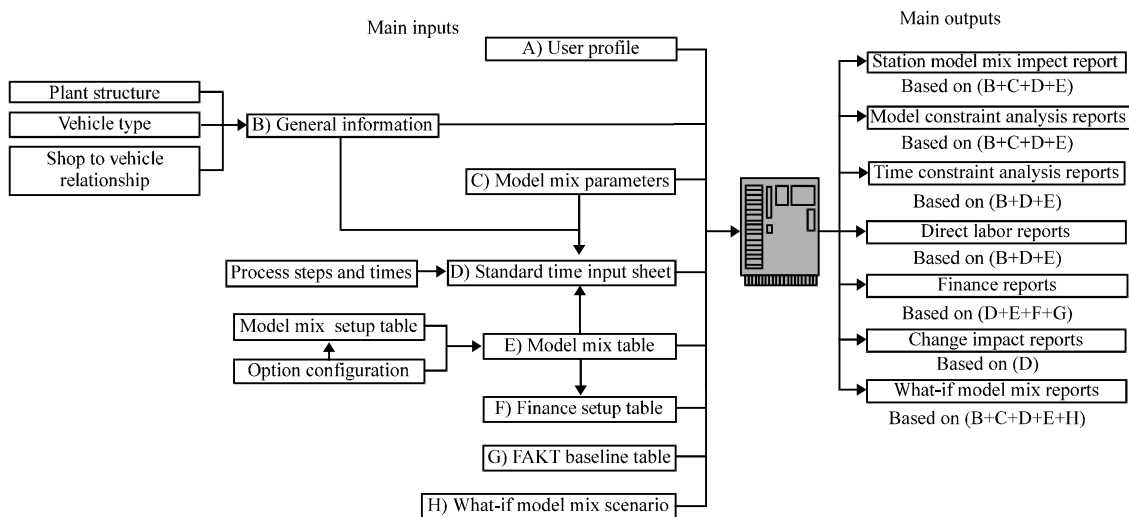 Main inputs
Main outputs
A) User profile
Plant structure
Vehicle type
Shop to vehicle
relationship
B) General information
C) Model mix parameters
Process steps and times
D) Standard time input sheet
Model mix setup table
Option configuration
E) Model mix table
F) Finance setup table
G) FAKT baseline table
H) What-if model mix scenario
Station model mix impect report
Based on (B+C+D+E)
Model constraint analysis reports
Based on (B+C+D+E)
Time constraint analysis reports
Based on (B+D+E)
Direct labor reports
Based on (B+D+E)
Finance reports
Based on (D+E+F+G)
Change impact reports
Based on (D)
What-if model mix reports
Based on (B+C+D+E+H)